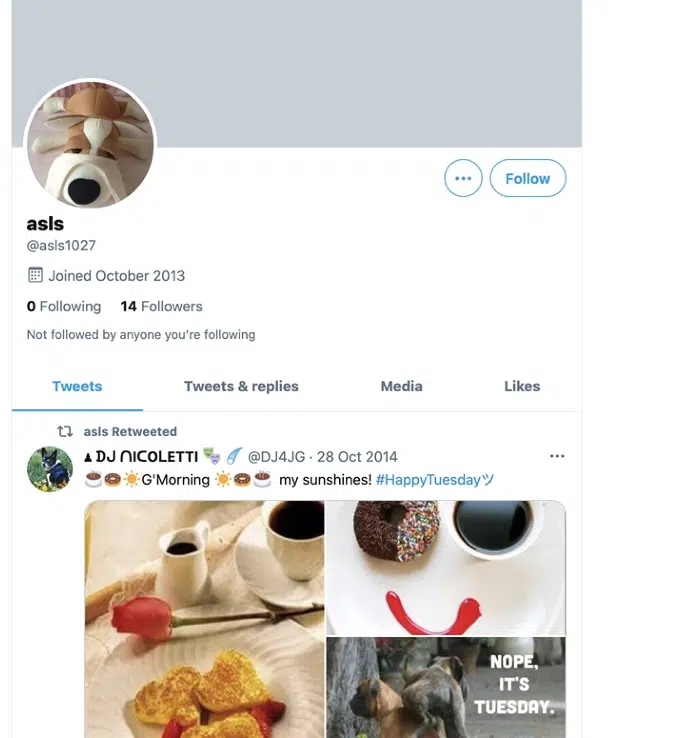 Follow
asls
@asls1027
Joined October 2013
0 Following 14 Followers
Not followed by anyone you're following
Tweets Tweets & replies Media Likes
asls Retweeted
♟ DJ ᑎICOLETTI 🎭 ☄️ @DJ4JG · 28 Oct 2014
☕🍩☀️G'Morning ☀️🍩☕ my sunshines! #HappyTuesdayツ
NOPE,
IT'S
TUESDAY.